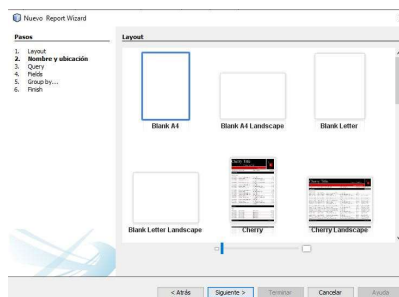 Nuevo Report Wizard
Pasos
1. Layout
2. Nombre y ubicación
3. Query
4. Fields
5. Group by....
6. Finish
Layout
Blank A4
Blank A4 Landscape
Blank Letter
Blank Letter Landscape
Cherry
Cherry Landscape
< Atrás
Siguiente >
Terminar
Cancelar
Ayuda